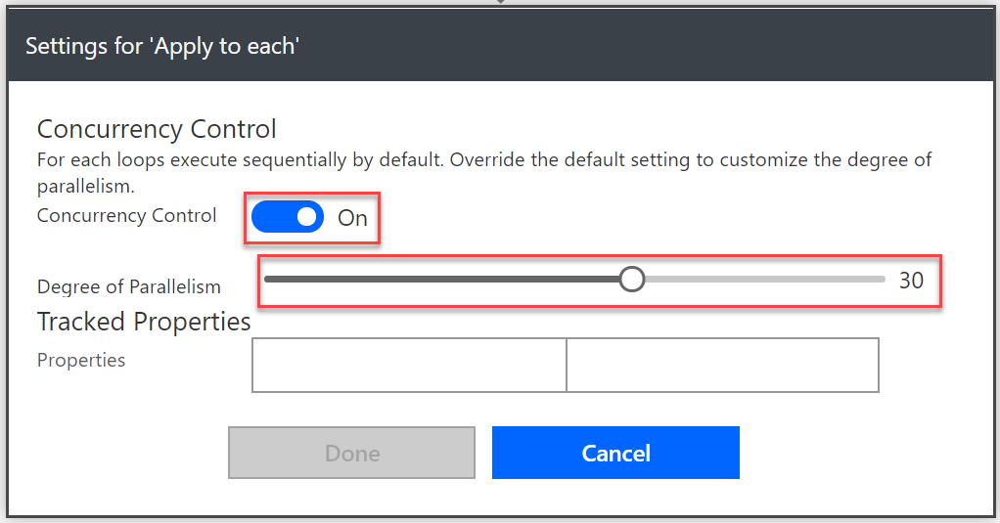 Settings for 'Apply to each'
Concurrency Control
For each loops execute sequentially by default. Override the default setting to customize the degree of
parallelism.
Concurrency Control
On
Degree of Parallelism
30
Tracked Properties
Properties
Done
Cancel